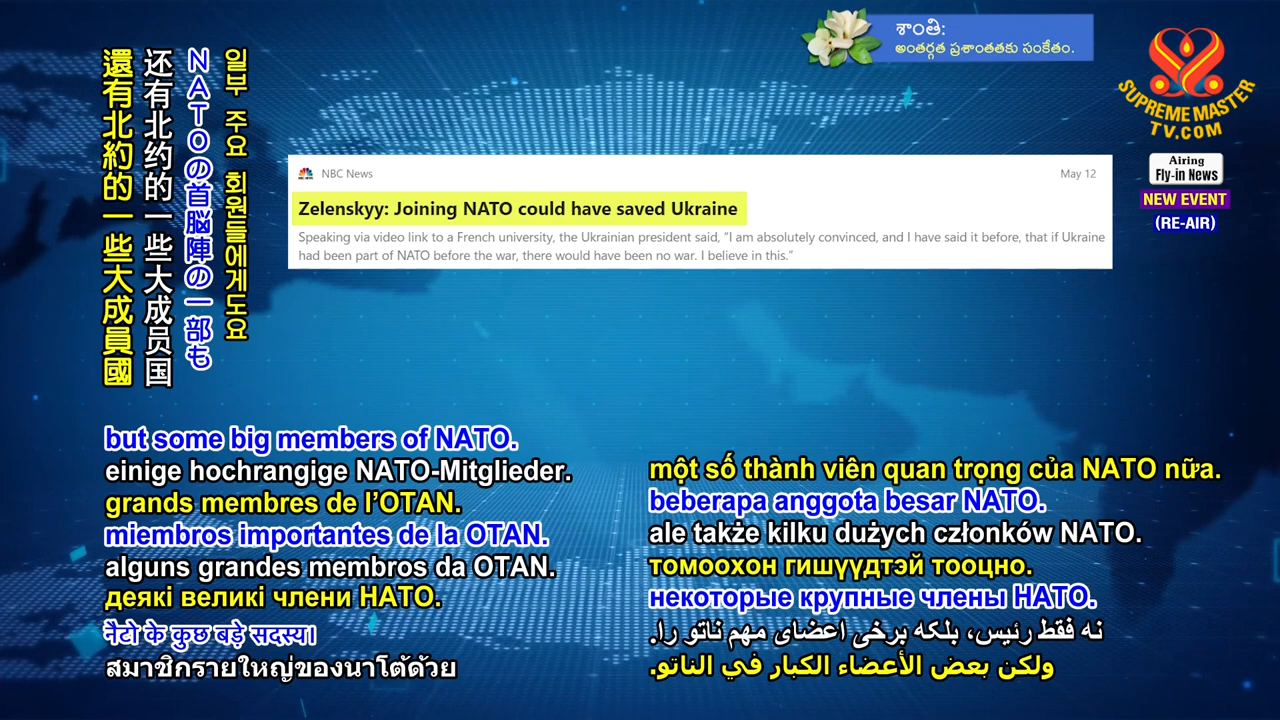 శాంతి:
అంతర్గత ప్రశాంతతకు సంకేతం.
SUPREME MASTER
TV.COM
Airing
Fly-in News
NEW EVENT
(RE-AIR)
일부 주요 회원들에게도요
NATOの首脳陣の一部も
还有北约的一些大成员国
還有北約的一些大成員國
NBC News
May 12
Zelenskyy: Joining NATO could have saved Ukraine
Speaking via video link to a French university, the Ukrainian president said, "I am absolutely convinced, and I have said it before, that if Ukraine
had been part of NATO before the war, there would have been no war. I believe in this."
but some big members of NATO.
einige hochrangige NATO-Mitglieder.
grands membres de l’OTAN.
miembros importantes de la OTAN.
alguns grandes membros da OTAN.
деякі великі члени НАТО.
नैटो के कुछ बड़े सदस्य।
สมาชิกรายใหญ่ของนาโต้ด้วย
một số thành viên quan trọng của NATO nữa.
beberapa anggota besar NATO.
ale także kilku dużych członków NATO.
томоохон гишүүдтэй тооцно.
некоторые крупные члены НАТО.
نه فقط رئیس، بلکه برخی اعضای مهم ناتو را.
ولكن بعض الأعضاء الكبار في الناتو.